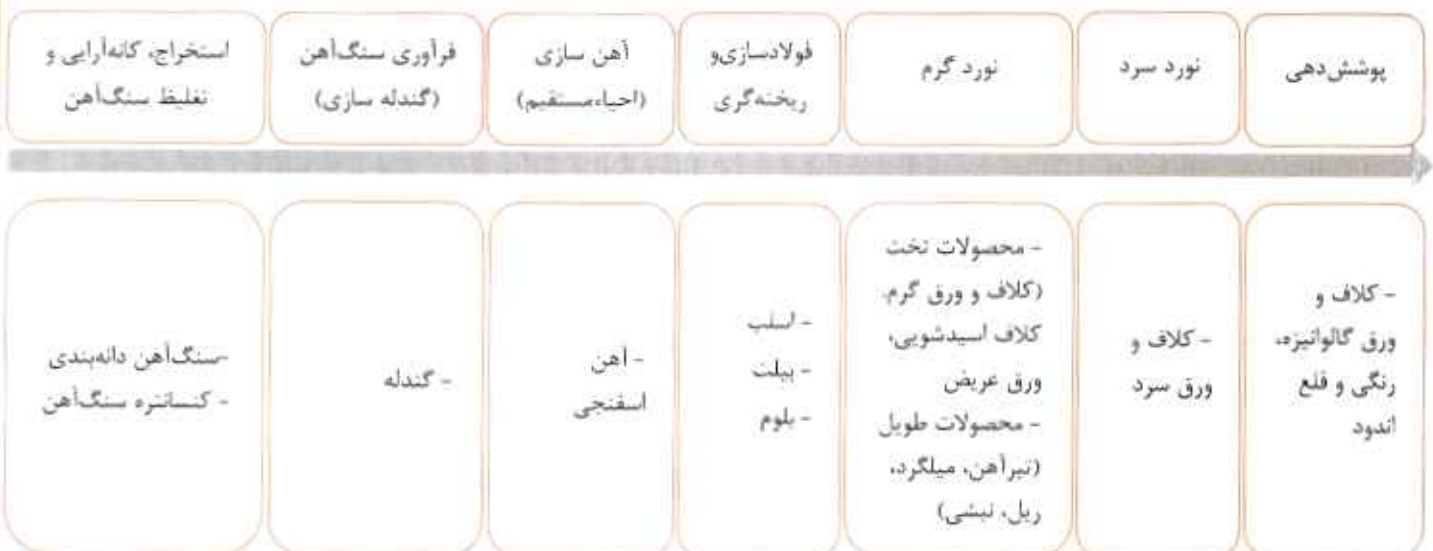 استخراج، کانه‌آرایی و
تغلیظ سنگ‌آهن
فرآوری سنگ‌آهن
(گندله سازی)
آهن سازی
(احیاءمستقیم)
فولادسازی‌و
ریخته‌گری
نورد گرم
نورد سرد
پوشش‌دهی
-سنگ‌آهن دانه‌بندی
- کنسانتره سنگ‌آهن
- گندله
- آهن
اسفنجی
- اسلب
- بیلت
- بلوم
- محصولات تخت
(کلاف و ورق گرم،
کلاف اسیدشویی،
ورق عریض
- محصولات طویل
(تیرآهن، میلگرد،
ریل، نبشی)
- کلاف و
ورق سرد
- کلاف و
ورق گالوانیزه،
رنگی و قلع
اندود